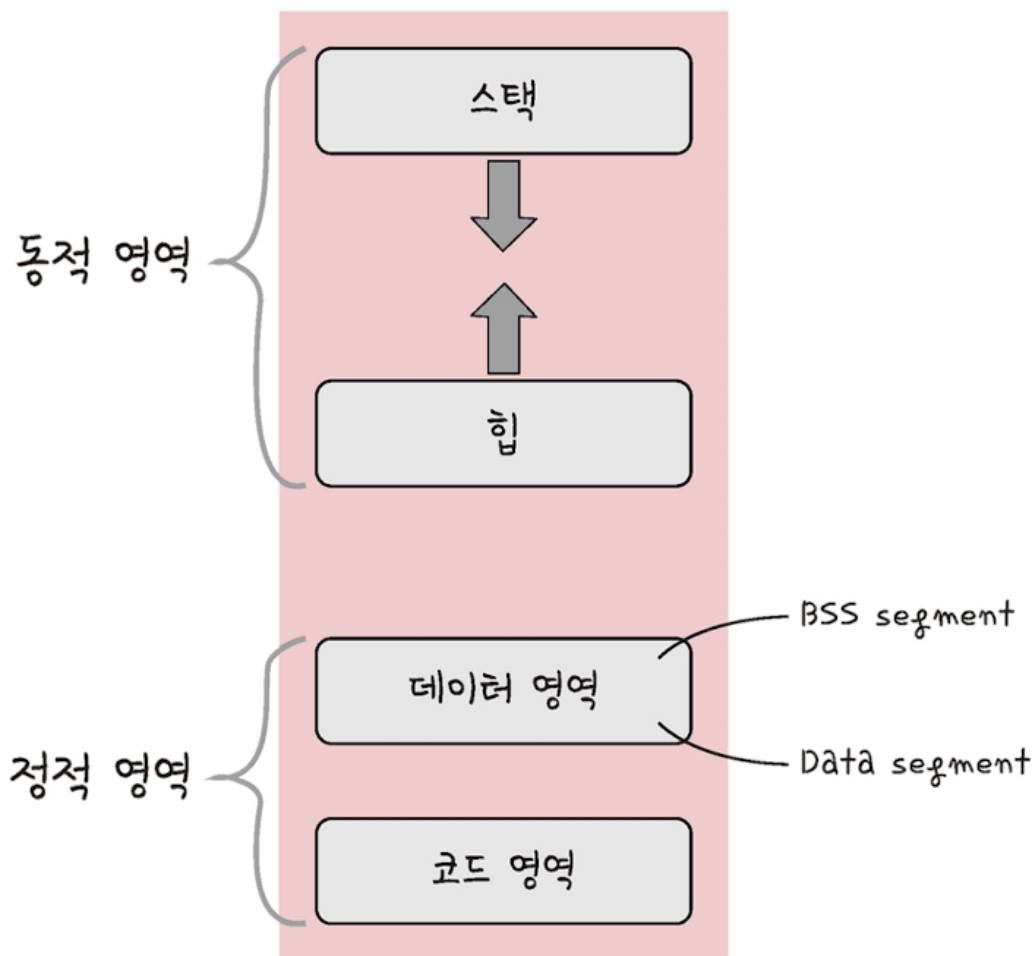 스택
동적 영역
힙
BSS segment
데이터 영역
정적 영역
Data segment
코드 영역